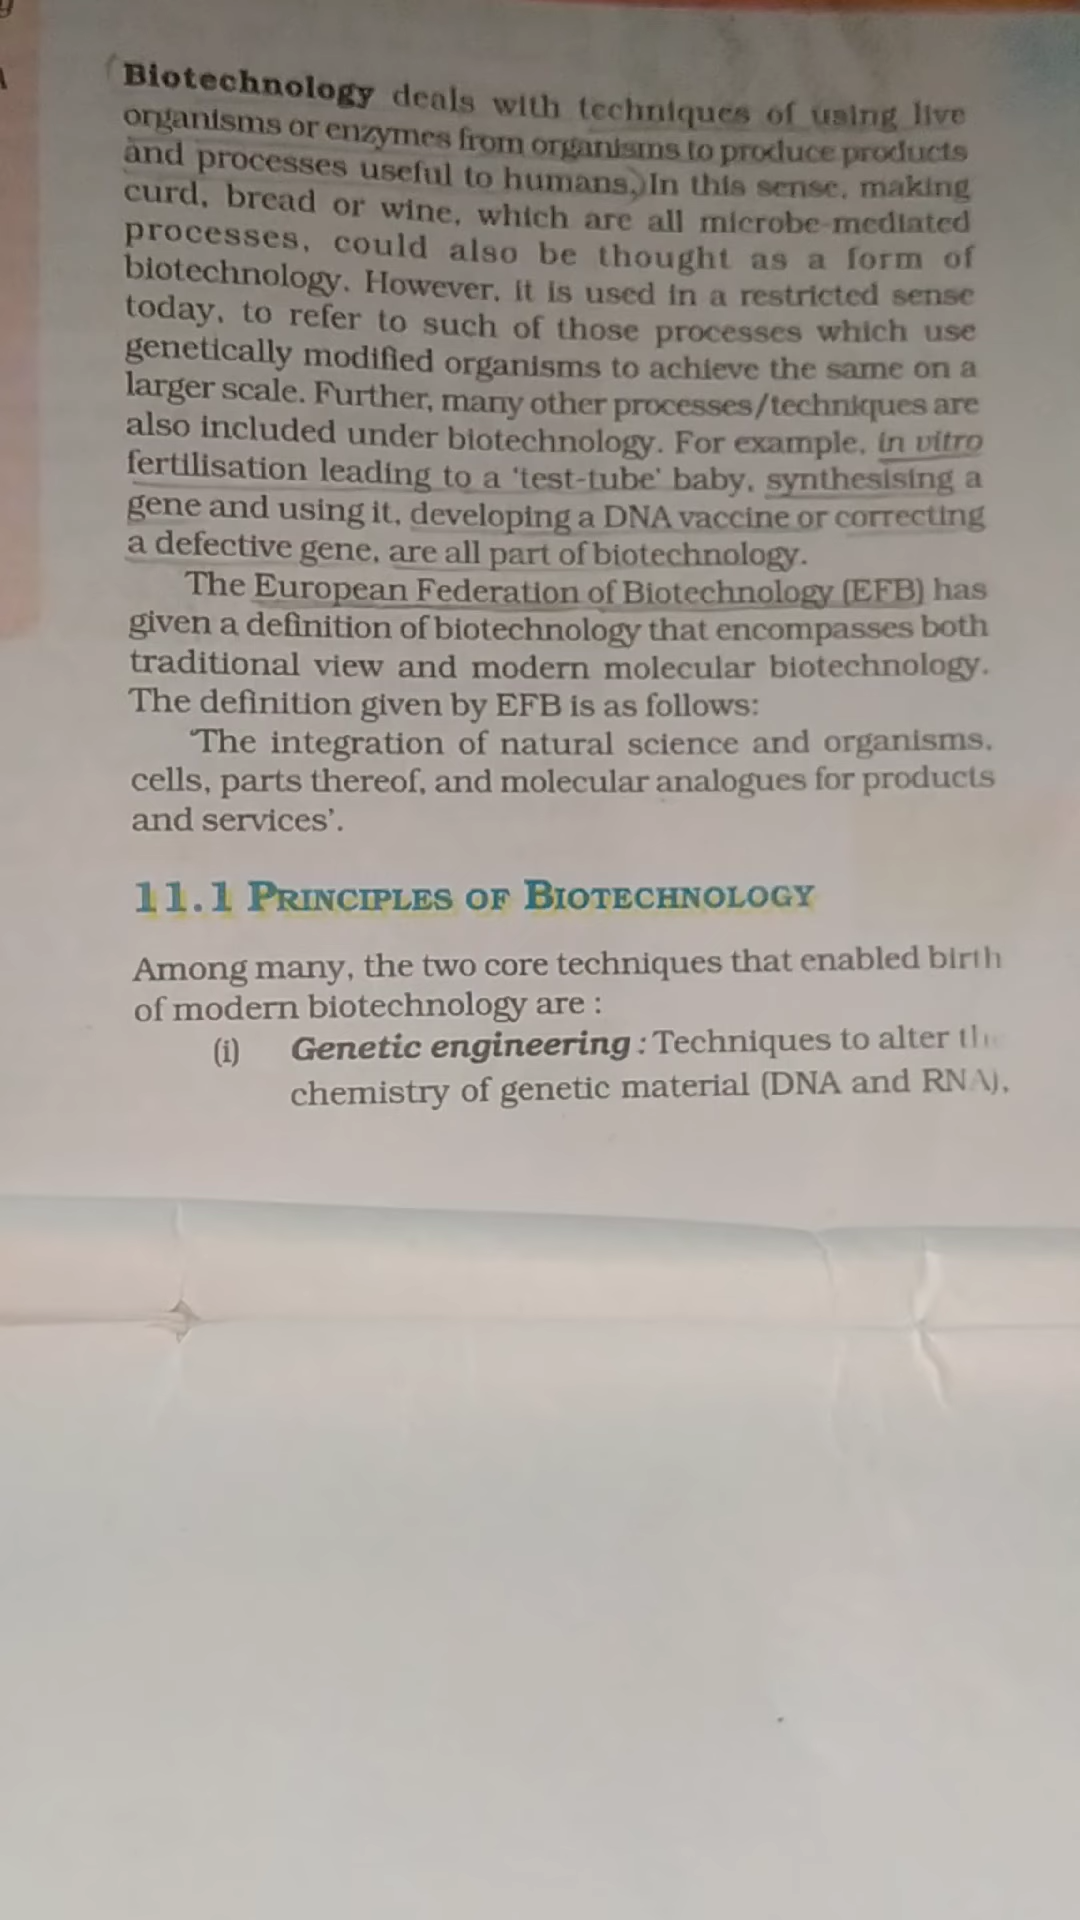 Biotechnology deals with techniques of using live
organisms or enzymes from organisms to produce products
and processes useful to humans. In this sense, making
curd, bread or wine, which are all microbe-mediated
processes, could also be thought as a form of
biotechnology. However, it is used in a restricted sense
today, to refer to such of those processes which use
genetically modified organisms to achieve the same on a
larger scale. Further, many other processes/techniques are
also included under biotechnology. For example, in vitro
fertilisation leading to a ‘test-tube’ baby, synthesising a
gene and using it, developing a DNA vaccine or correcting
a defective gene, are all part of biotechnology.
The European Federation of Biotechnology (EFB) has
given a definition of biotechnology that encompasses both
traditional view and modern molecular biotechnology.
The definition given by EFB is as follows:
‘The integration of natural science and organisms,
cells, parts thereof, and molecular analogues for products
and services’.
11.1 PRINCIPLES OF BIOTECHNOLOGY
Among many, the two core techniques that enabled birth
of modern biotechnology are :
(i) Genetic engineering : Techniques to alter the
chemistry of genetic material (DNA and RNA),